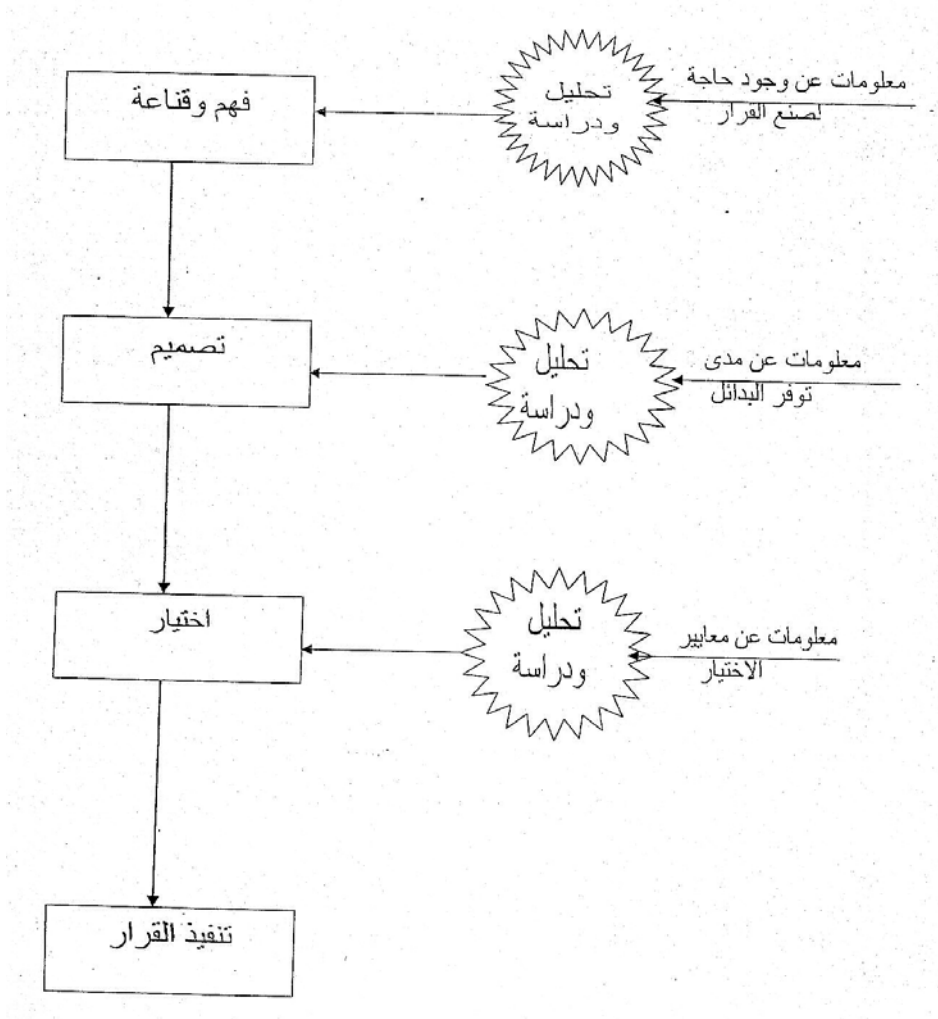 معلومات عن وجود حاجة
لصنع القرار
تحليل
ودراسة
فهم وقناعة
معلومات عن مدى
توفر البدائل
تحليل
ودراسة
تصميم
معلومات عن معايير
الاختيار
تحليل
ودراسة
اختيار
تنفيذ القرار